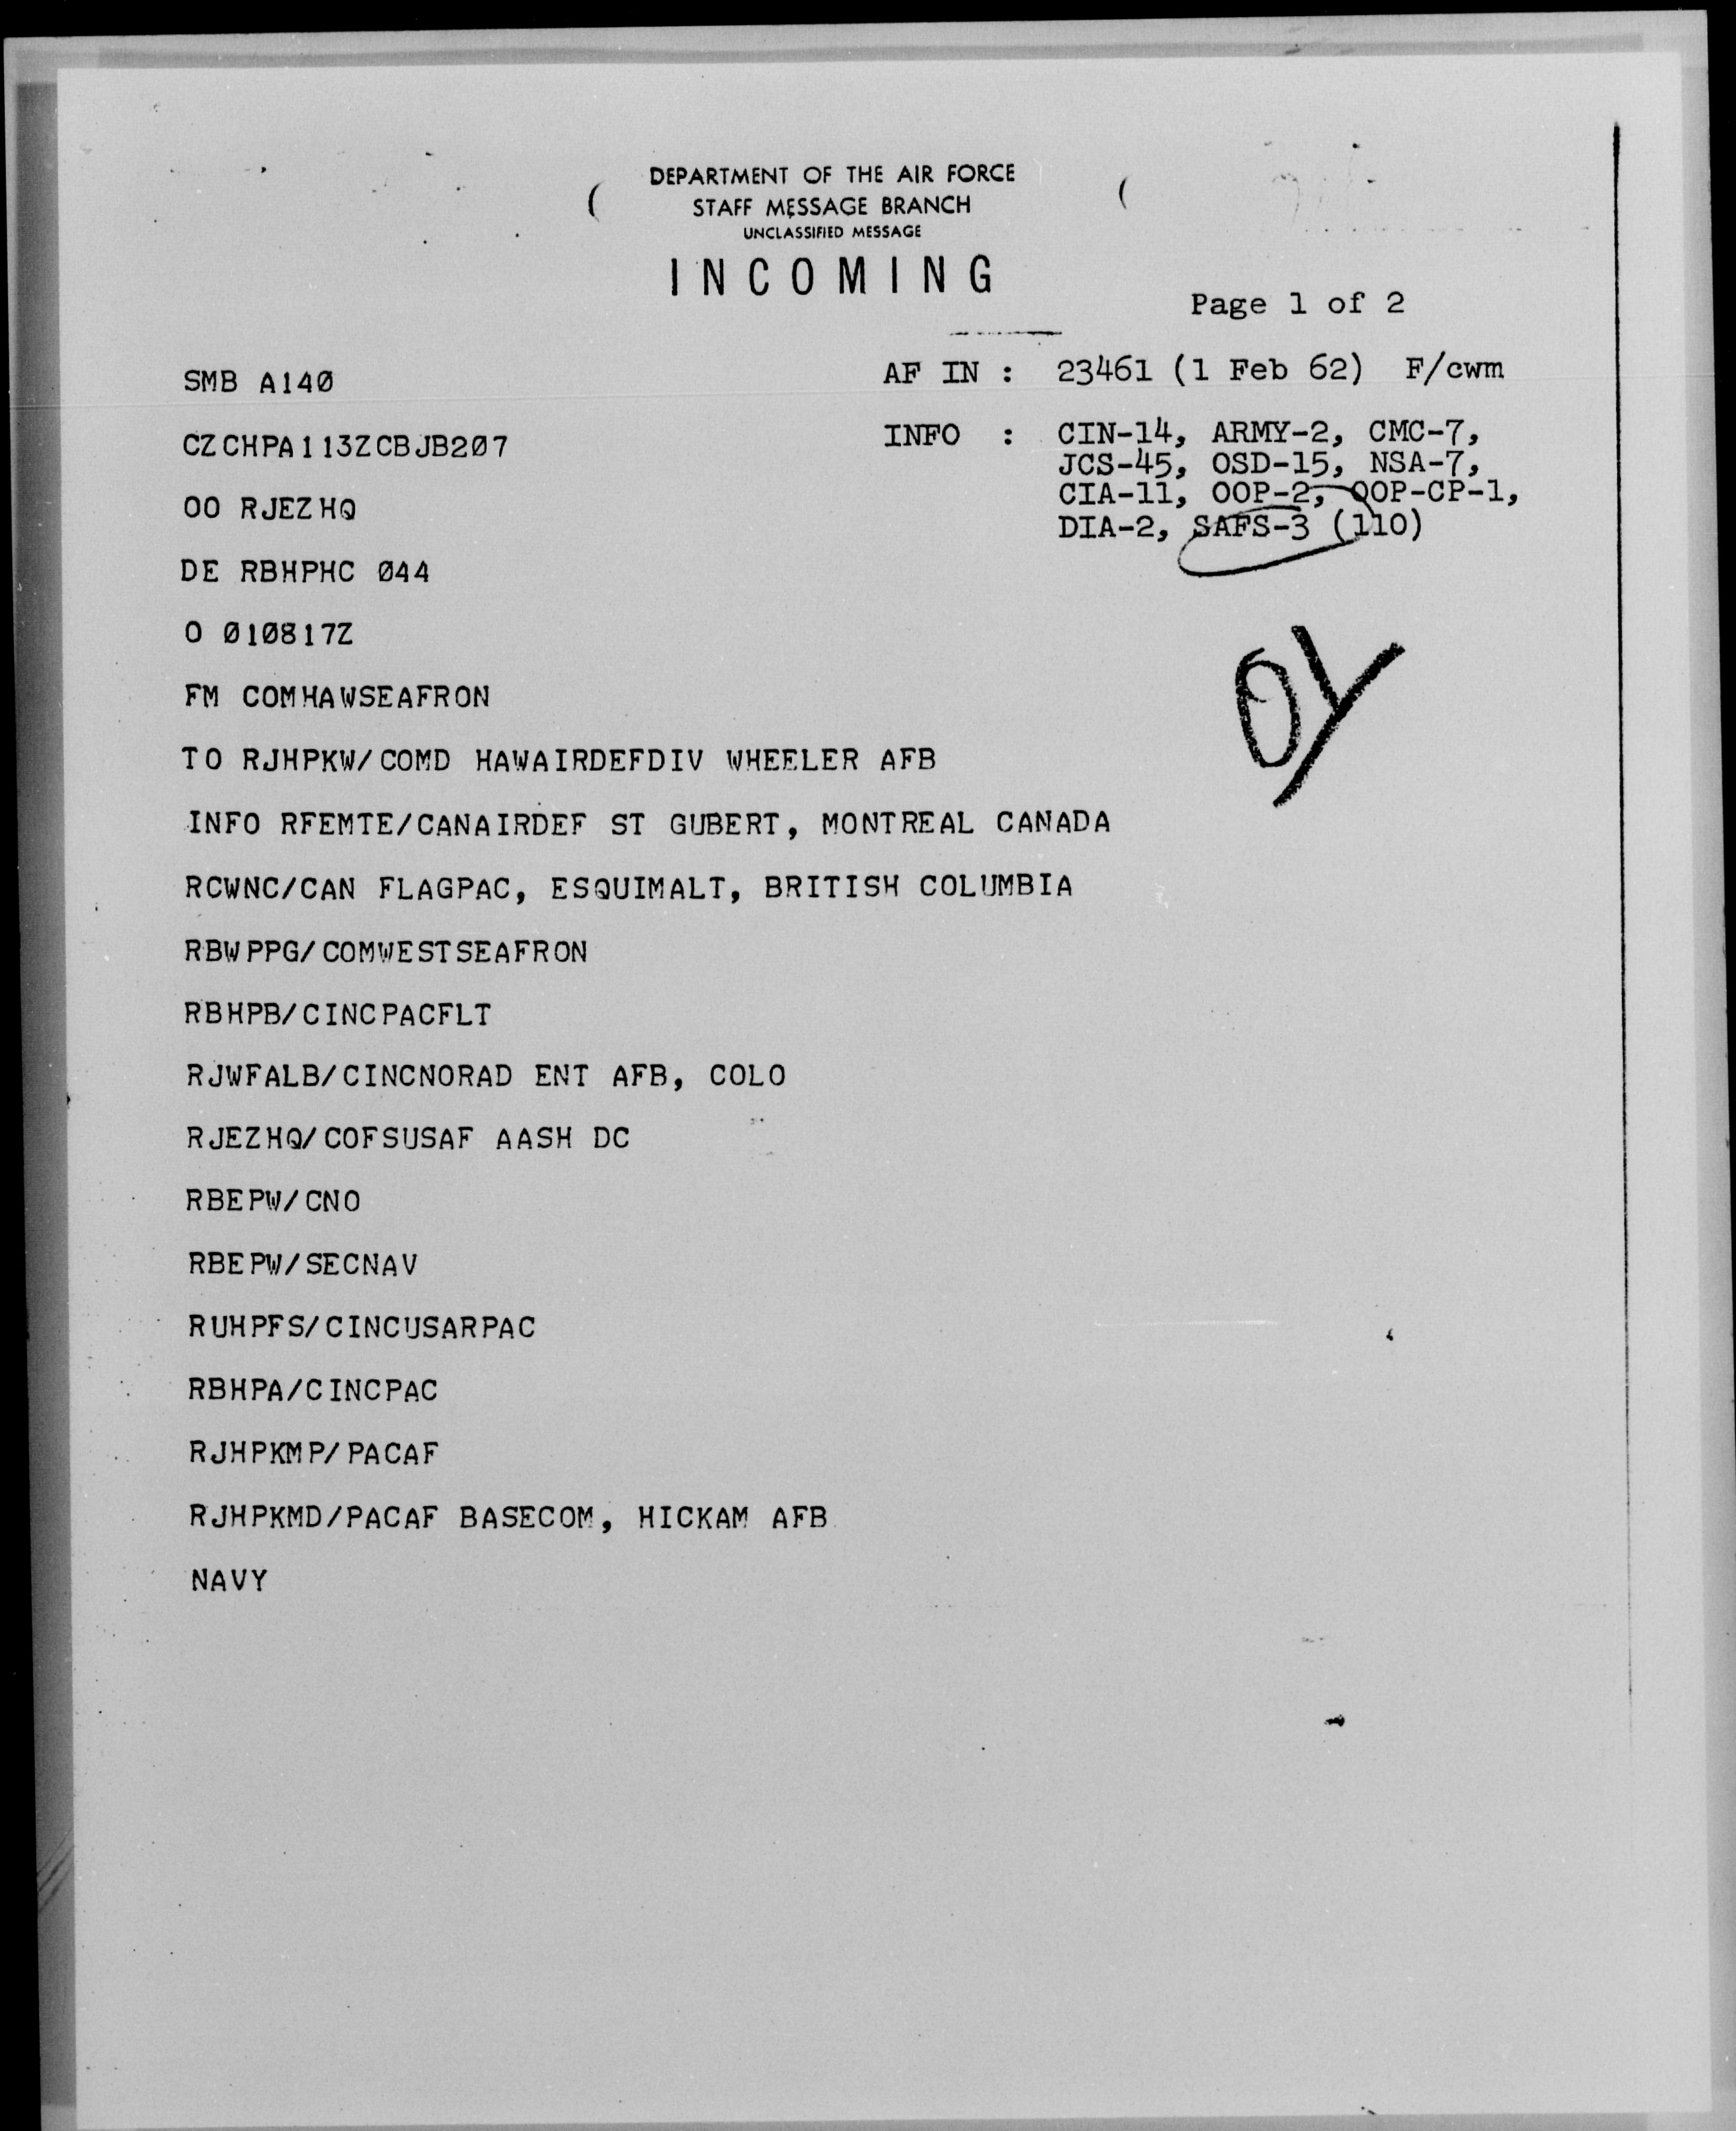 DEPARTMENT OF THE AIR FORCE
STAFF MESSAGE BRANCH
UNCLASSIFIED MESSAGE
INCOMING
Page 1 of 2
SMB A14Ø
AF IN : 23461 (1 Feb 62) F/cwm
CZCHPA113ZCBJB2Ø7
INFO : CIN-14, ARMY-2, CMC-7,
JCS-45, OSD-15, NSA-7,
CIA-11, OOP-2, OOP-CP-1,
DIA-2, SAFS-3 (110)
OO RJEZHQ
DE RBHPHC Ø44
O Ø1Ø817Z
FM COMHAWSEAFRON
TO RJHPKW/COMD HAWAIRDEFDIV WHEELER AFB
INFO RFEMTE/CANAIRDEF ST GUBERT, MONTREAL CANADA
RCWNC/CAN FLAGPAC, ESQUIMALT, BRITISH COLUMBIA
RBWPPG/COMWESTSEAFRON
RBHPB/CINCPACFLT
RJWFALB/CINCNORAD ENT AFB, COLO
RJEZHQ/COFSUSAF AASH DC
RBEPW/CNO
RBEPW/SECNAV
RUHPFS/CINCUSARPAC
RBHPA/CINCPAC
RJHPKMP/PACAF
RJHPKMD/PACAF BASECOM, HICKAM AFB
NAVY